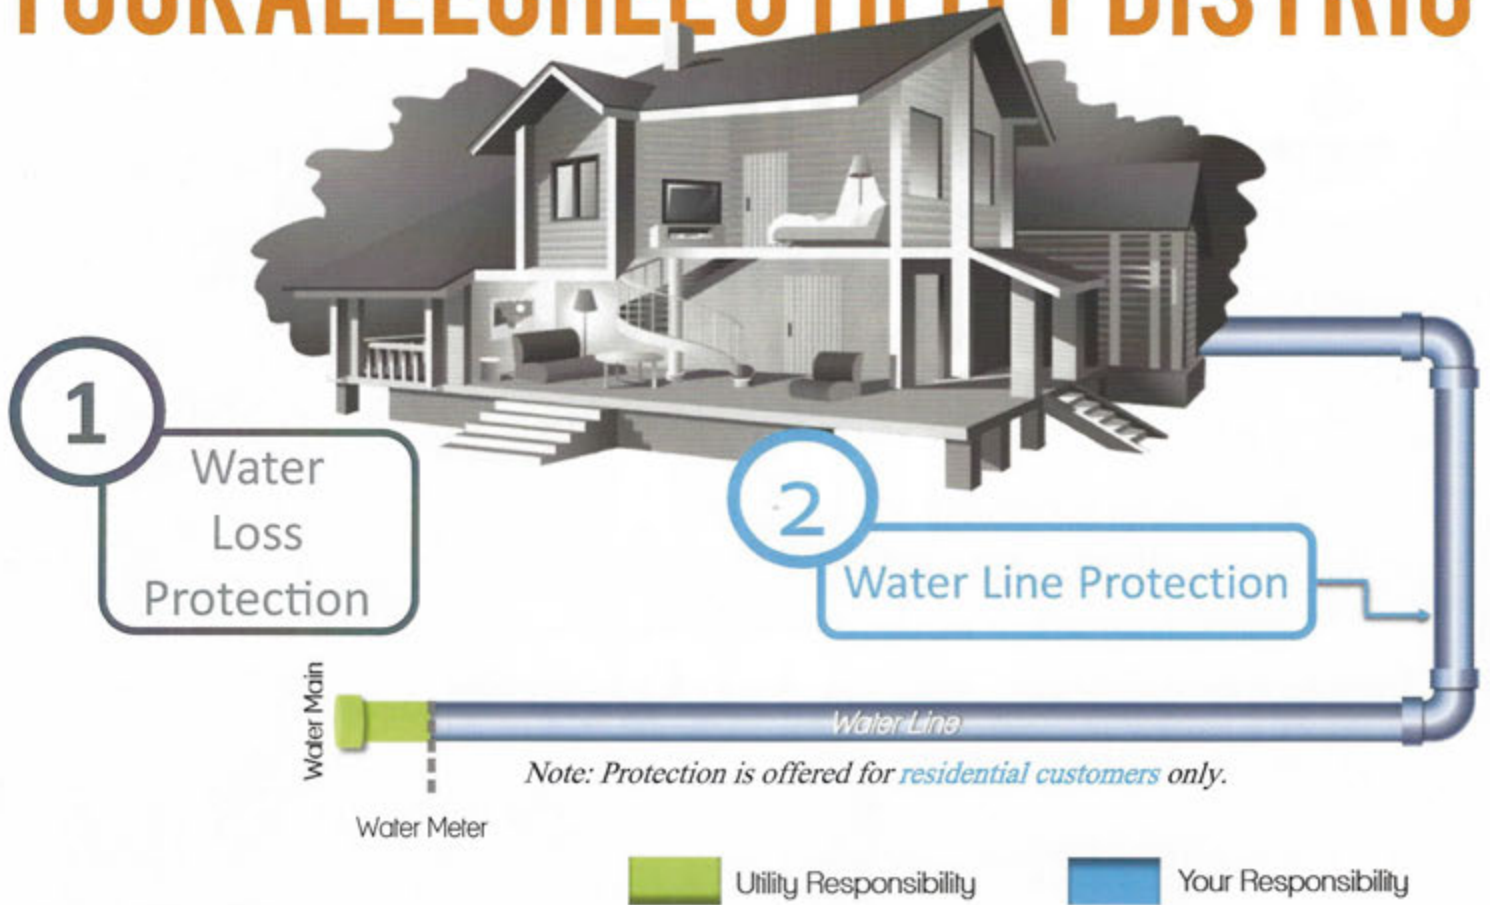 1
Water
Loss
Protection
2
Water Line Protection
Water Main
Water Line
Note: Protection is offered for residential customers only.
Water Meter
Utility Responsibility
Your Responsibility